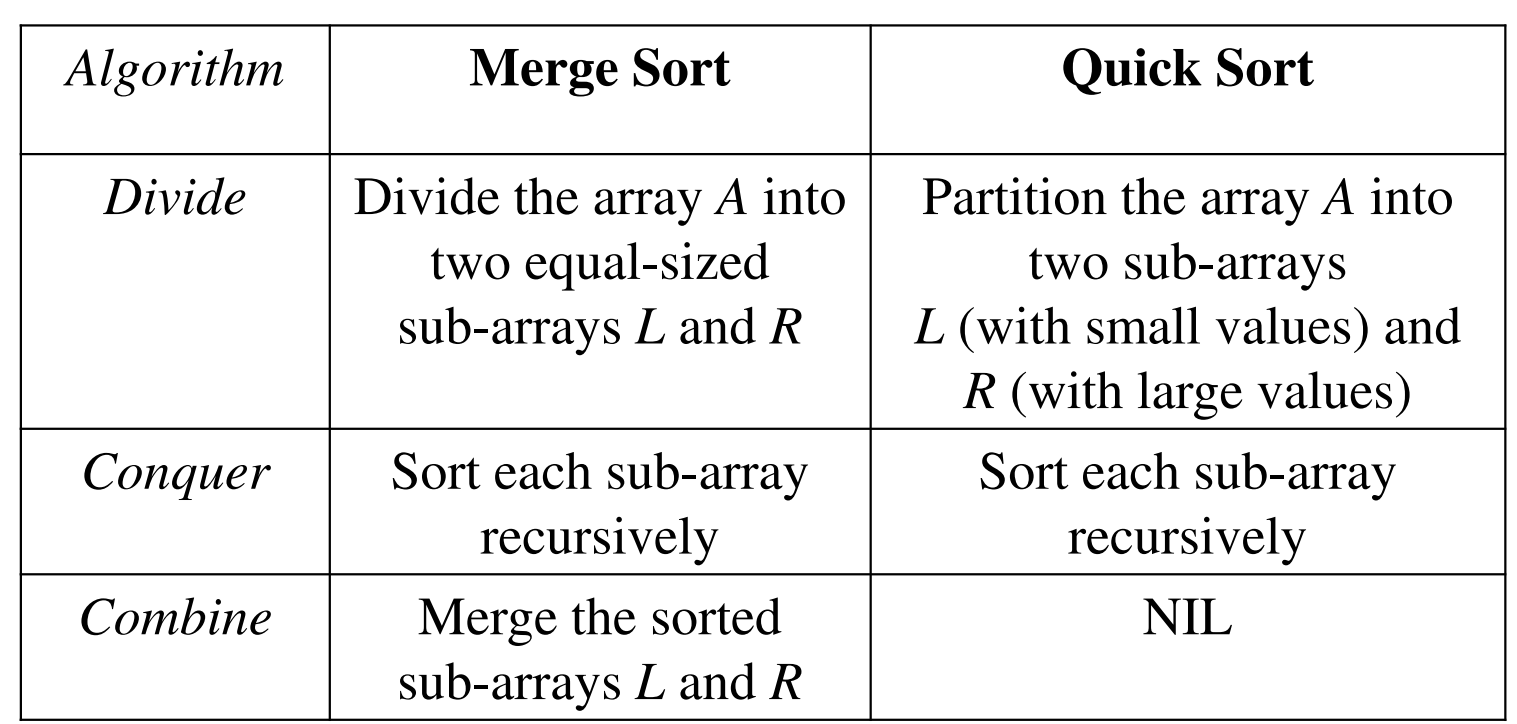 Algorithm
Merge Sort
Quick Sort
Divide
Divide the array A into
two equal-sized
sub-arrays L and R
Partition the array A into
two sub-arrays
L (with small values) and
R (with large values)
Conquer
Sort each sub-array
recursively
Sort each sub-array
recursively
Combine
Merge the sorted
sub-arrays L and R
NIL